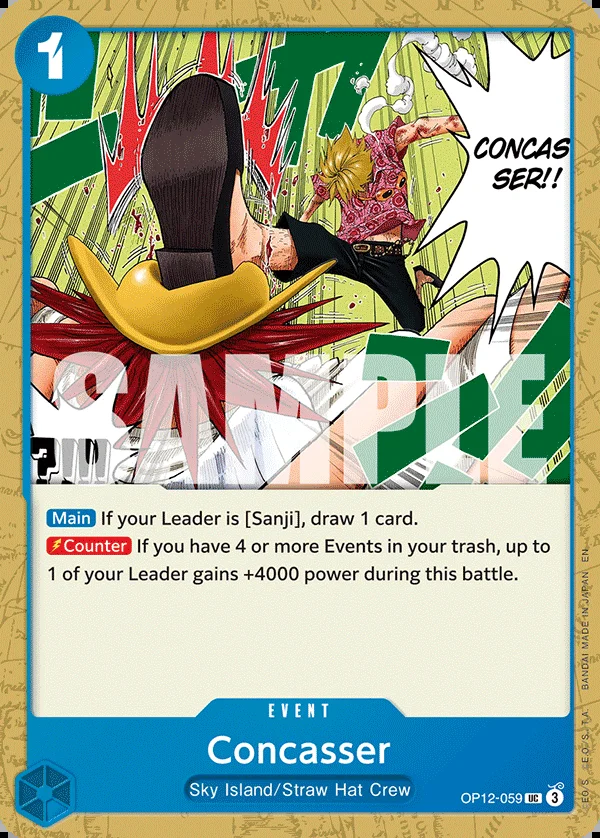 1
CONCAS
SER!!
SAMPLE
?!!!
Main If your Leader is [Sanji], draw 1 card.
Counter If you have 4 or more Events in your trash, up to
1 of your Leader gains +4000 power during this battle.
EVENT
Concasser
Sky Island/Straw Hat Crew
OP12-059 UC 3
BANDAI MADE IN JAPAN EN